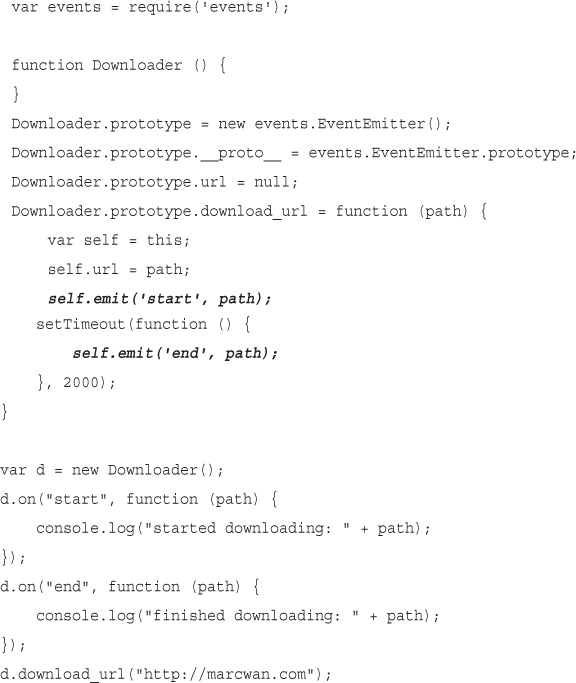 var events = require('events');

function Downloader () {
}
Downloader.prototype = new events.EventEmitter();
Downloader.prototype.__proto__ = events.EventEmitter.prototype;
Downloader.prototype.url = null;
Downloader.prototype.download_url = function (path) {
    var self = this;
    self.url = path;
    self.emit('start', path);
   setTimeout(function () {
       self.emit('end', path);
   }, 2000);
}

var d = new Downloader();
d.on("start", function (path) {
    console.log("started downloading: " + path);
});
d.on("end", function (path) {
    console.log("finished downloading: " + path);
});
d.download_url("http://marcwan.com");